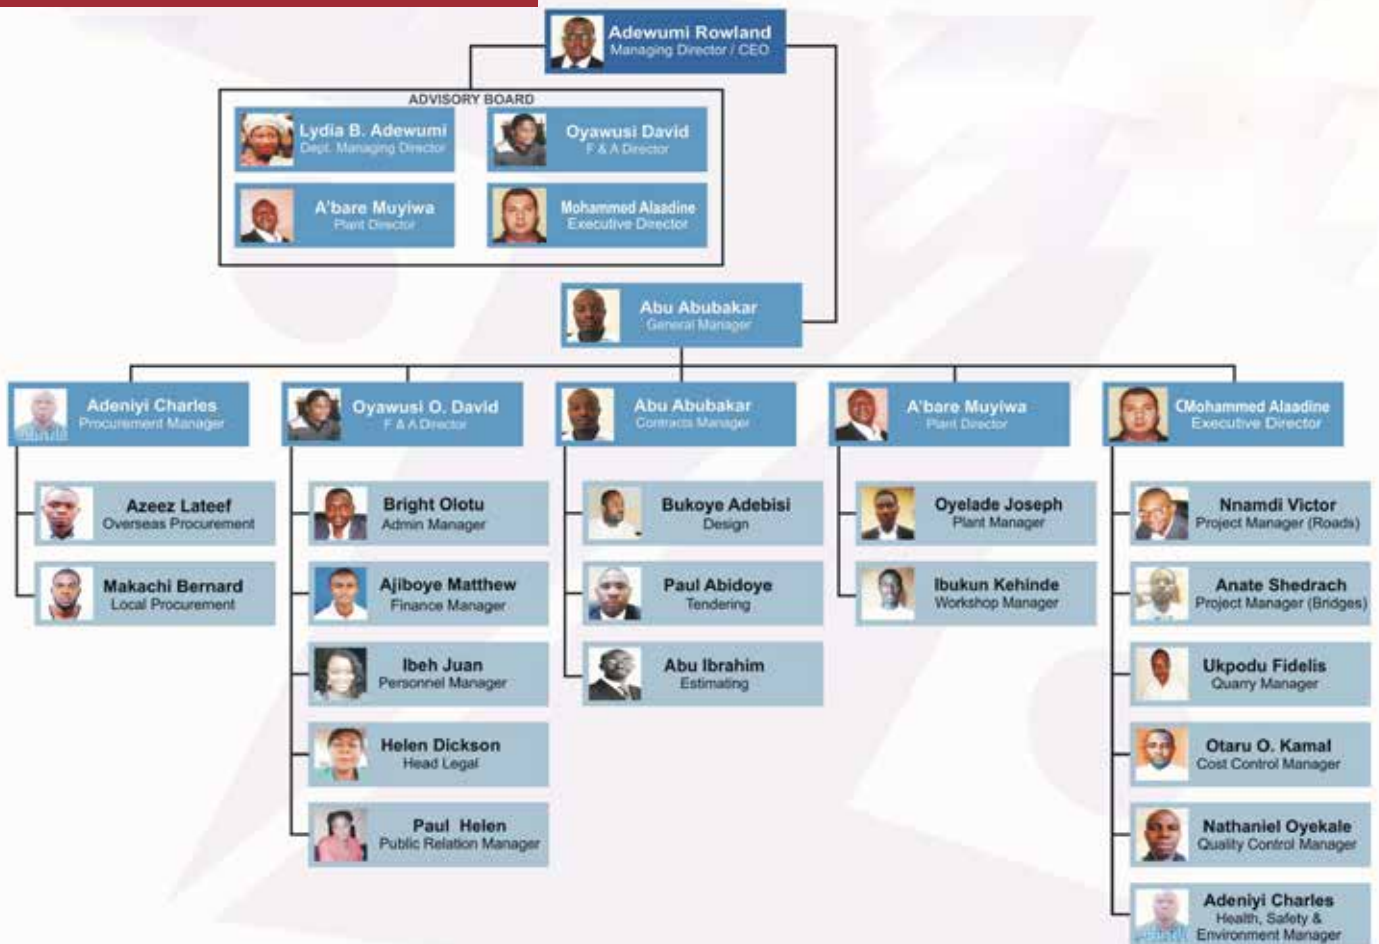 Adewumi Rowland
Managing Director / CEO
ADVISORY BOARD
Lydia B. Adewumi
Dept. Managing Director
Oyawusi David
F & A Director
A'bare Muyiwa
Plant Director
Mohammed Alaadine
Executive Director
Abu Abubakar
General Manager
Adeniyi Charles
Procurement Manager
Azeez Lateef
Overseas Procurement
Makachi Bernard
Local Procurement
Oyawusi O. David
F & A Director
Bright Olotu
Admin Manager
Ajiboye Matthew
Finance Manager
Ibeh Juan
Personnel Manager
Helen Dickson
Head Legal
Paul Helen
Public Relation Manager
Abu Abubakar
Contracts Manager
Bukoye Adebisi
Design
Paul Abidoye
Tendering
Abu Ibrahim
Estimating
A'bare Muyiwa
Plant Director
Oyelade Joseph
Plant Manager
Ibukun Kehinde
Workshop Manager
CMohammed Alaadine
Executive Director
Nnamdi Victor
Project Manager (Roads)
Anate Shedrach
Project Manager (Bridges)
Ukpodu Fidelis
Quarry Manager
Otaru O. Kamal
Cost Control Manager
Nathaniel Oyekale
Quality Control Manager
Adeniyi Charles
Health, Safety &
Environment Manager